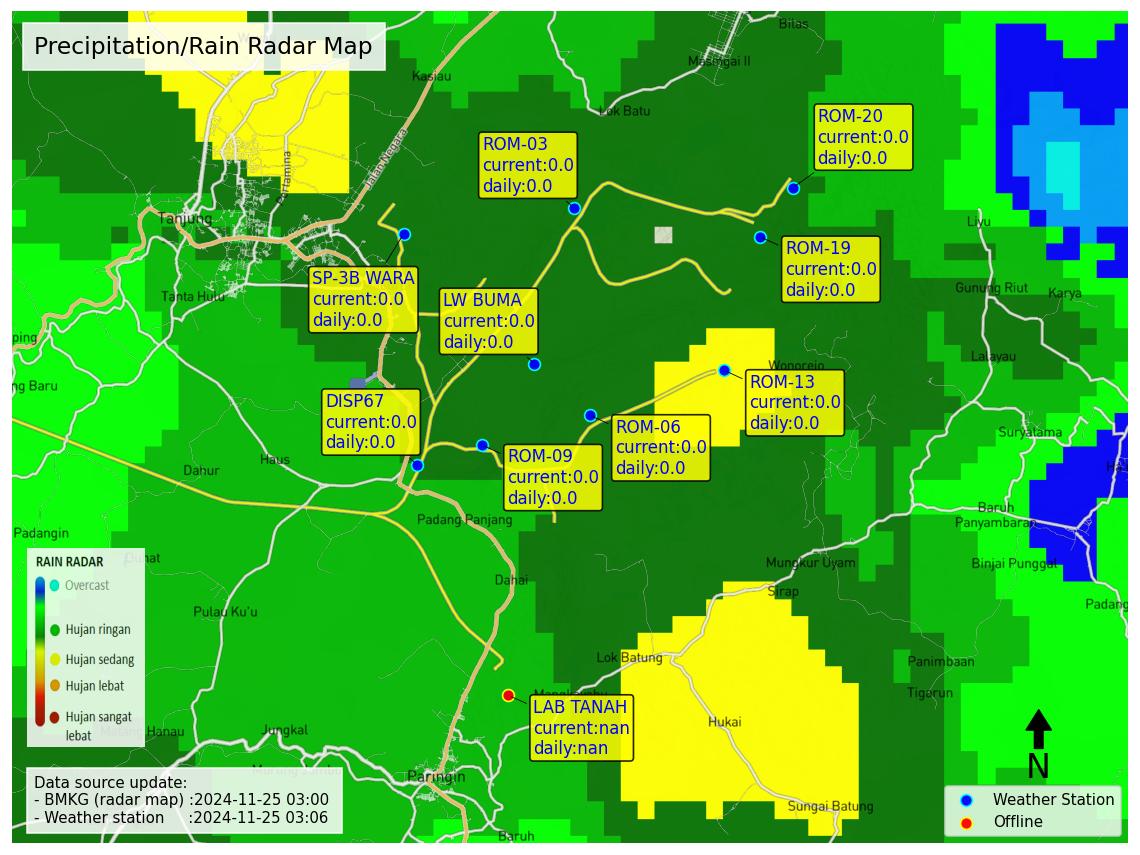 Precipitation/Rain Radar Map
Bilas
Masingai II
Kasiau
Lok Batu
Jalan Negara
Pertamina
ROM-20
current:0.0
daily:0.0
ROM-03
current:0.0
daily:0.0
Tanjung
Liyu
ROM-19
current:0.0
daily:0.0
SP-3B WARA
current:0.0
daily:0.0
LW BUMA
current:0.0
daily:0.0
Tanta Hulu
Gunung Riut
Karya
ping
Lalayau
Wonorejo
ng Baru
ROM-13
current:0.0
daily:0.0
DISP67
current:0.0
daily:0.0
ROM-06
current:0.0
daily:0.0
Suryatama
ROM-09
current:0.0
daily:0.0
Haus
Dahur
Padang Panjang
Baruh
Panyambaran
Padangin
Mungkur Uyam
Binjai Punggal
Dahai
Sirap
Padang
Pulau Ku'u
RAIN RADAR
Overcast
Hujan ringan
Hujan sedang
Hujan lebat
Hujan sangat
lebat
Lok Batung
Panimbaan
Tigarun
LAB TANAH
current:nan
daily:nan
Hukai
Jungkal
Hanau
Paringin
Sungai Batung
Baruh
N
Data source update:
- BMKG (radar map) :2024-11-25 03:00
- Weather station :2024-11-25 03:06
Weather Station
Offline